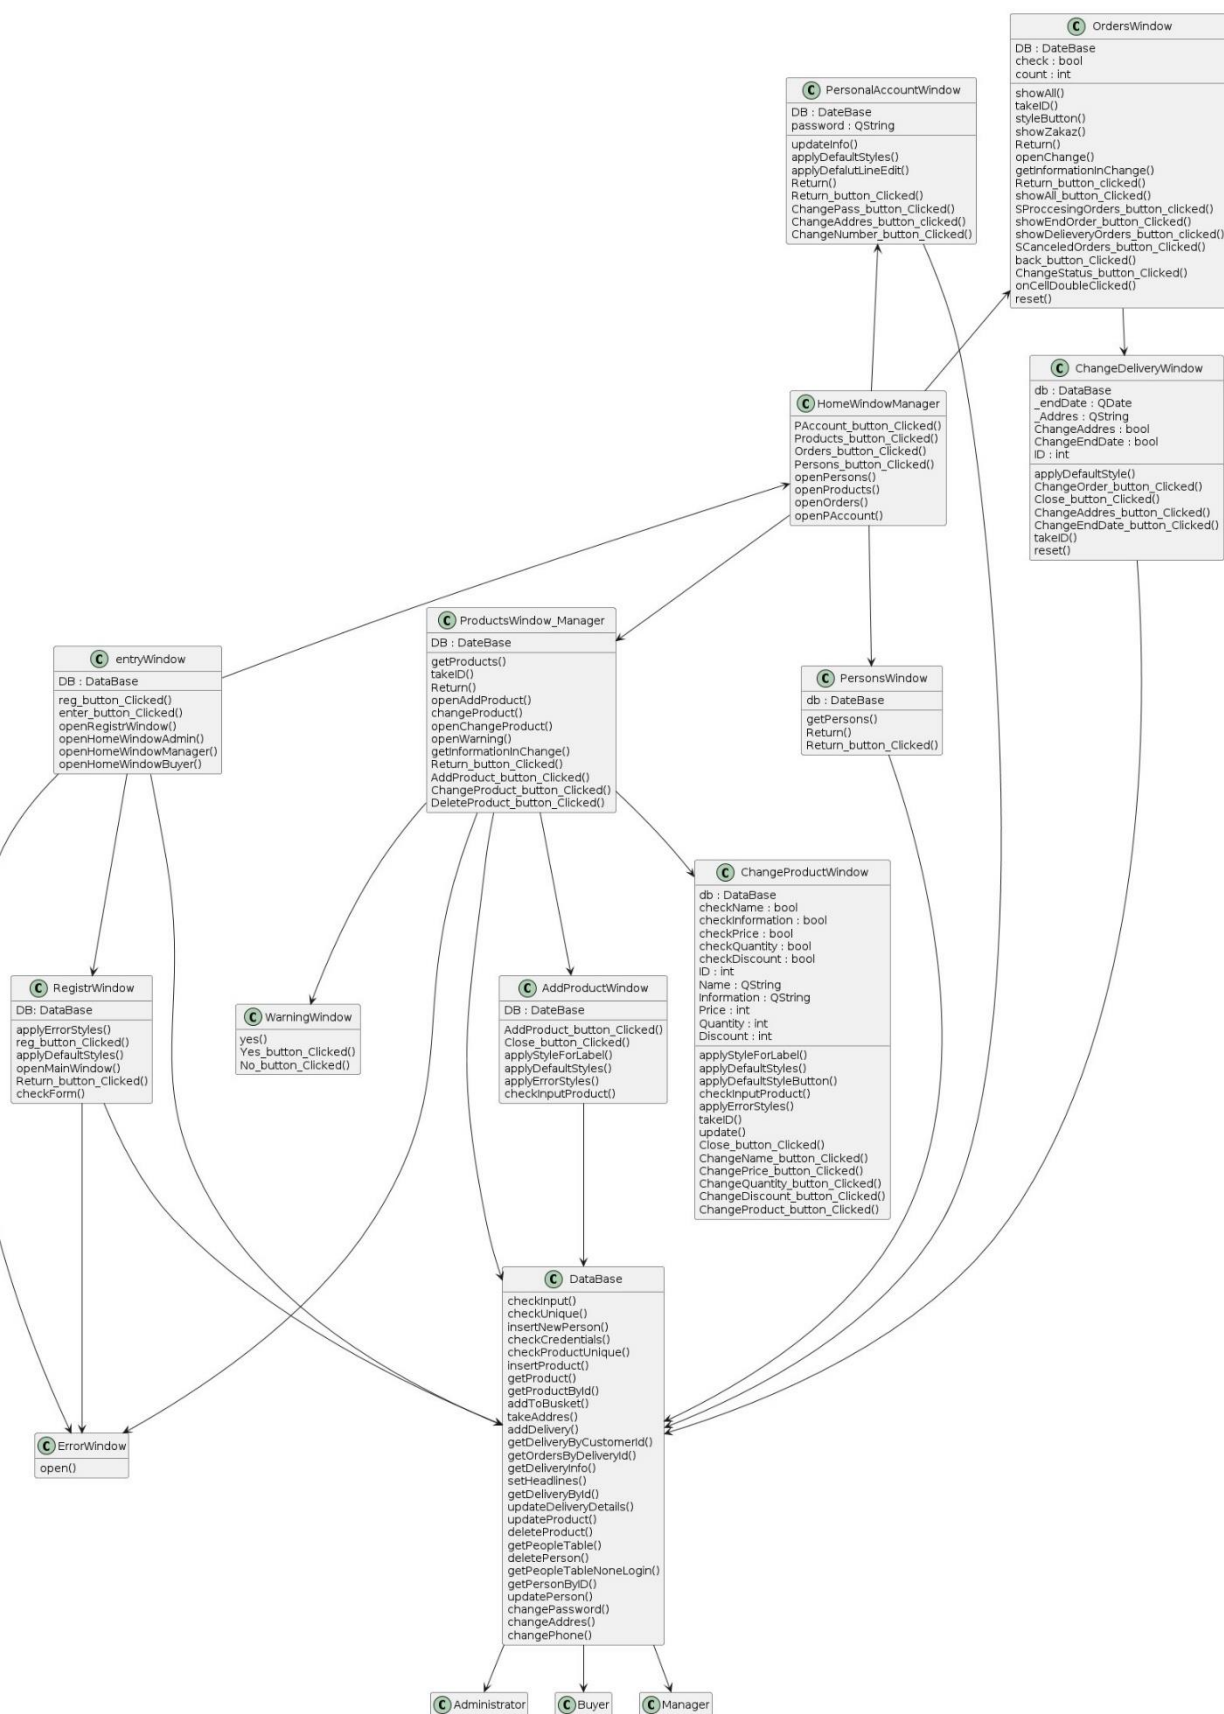 OrdersWindow
DB : DateBase
check : bool
count : int
showAll()
takeID()
styleButton()
showZakaz()
Return()
openChange()
getInformationInChange()
Return_button_clicked()
showAll_button_Clicked()
SProccesingOrders_button_clicked()
showEndOrder_button_Clicked()
showDelieveryOrders_button_clicked()
SCanceledOrders_button_Clicked()
back_button_Clicked()
ChangeStatus_button_Clicked()
onCellDoubleClicked()
reset()
PersonalAccountWindow
DB : DateBase
password : QString
updateInfo()
applyDefaultStyles()
applyDefalutLineEdit()
Return()
Return_button_Clicked()
ChangePass_button_Clicked()
ChangeAddres_button_clicked()
ChangeNumber_button_Clicked()
ChangeDeliveryWindow
db : DataBase
_endDate : QDate
_Addres : QString
ChangeAddres : bool
ChangeEndDate : bool
ID : int
applyDefaultStyle()
ChangeOrder_button_Clicked()
Close_button_Clicked()
ChangeAddres_button_Clicked()
ChangeEndDate_button_Clicked()
takeID()
reset()
HomeWindowManager
PAccount_button_Clicked()
Products_button_Clicked()
Orders_button_Clicked()
Persons_button_Clicked()
openPersons()
openProducts()
openOrders()
openPAccount()
ProductsWindow_Manager
DB : DateBase
getProducts()
takeID()
Return()
openAddProduct()
changeProduct()
openChangeProduct()
openWarning()
getInformationInChange()
Return_button_Clicked()
AddProduct_button_Clicked()
ChangeProduct_button_Clicked()
DeleteProduct_button_Clicked()
entryWindow
DB : DataBase
reg_button_Clicked()
enter_button_Clicked()
openRegistrWindow()
openHomeWindowAdmin()
openHomeWindowManager()
openHomeWindowBuyer()
PersonsWindow
db : DateBase
getPersons()
Return()
Return_button_Clicked()
ChangeProductWindow
db : DataBase
checkName : bool
checkInformation : bool
checkPrice : bool
checkQuantity : bool
checkDiscount : bool
ID : int
Name : QString
Information : QString
Price : int
Quantity : int
Discount : int
applyStyleForLabel()
applyDefaultStyles()
applyDefaultStyleButton()
checkInputProduct()
applyErrorStyles()
takeID()
update()
Close_button_Clicked()
ChangeName_button_Clicked()
ChangePrice_button_Clicked()
ChangeQuantity_button_Clicked()
ChangeDiscount_button_Clicked()
ChangeProduct_button_Clicked()
RegistrWindow
DB: DataBase
applyErrorStyles()
reg_button_Clicked()
applyDefaultStyles()
openMainWindow()
Return_button_Clicked()
checkForm()
WarningWindow
yes()
Yes_button_Clicked()
No_button_Clicked()
AddProductWindow
DB : DateBase
AddProduct_button_Clicked()
Close_button_Clicked()
applyStyleForLabel()
applyDefaultStyles()
applyErrorStyles()
checkInputProduct()
DataBase
checkInput()
checkUnique()
insertNewPerson()
checkCredentials()
checkProductUnique()
insertProduct()
getProduct()
getProductById()
addToBusket()
takeAddres()
addDelivery()
getDeliveryByCustomerId()
getOrdersByDeliveryId()
getDeliveryInfo()
setHeadlines()
getDeliveryById()
updateDeliveryDetails()
updateProduct()
deleteProduct()
getPeopleTable()
deletePerson()
getPeopleTableNoneLogin()
getPersonByID()
updatePerson()
changePassword()
changeAddres()
changePhone()
ErrorWindow
open()
Administrator
Buyer
Manager